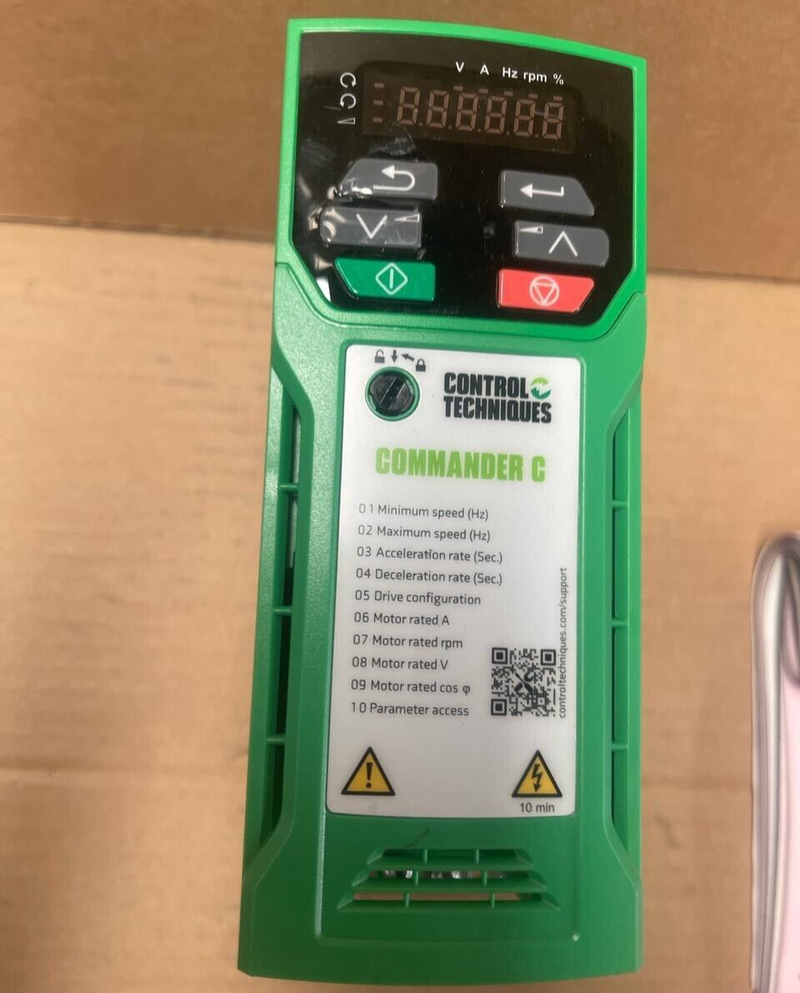 V A Hz rpm %
CONTROL
TECHNIQUES
COMMANDER C
01 Minimum speed (Hz)
02 Maximum speed (Hz)
03 Acceleration rate (Sec.)
04 Deceleration rate (Sec.)
05 Drive configuration
06 Motor rated A
07 Motor rated rpm
08 Motor rated V
09 Motor rated cos φ
10 Parameter access
controltechniques.com/support
10 min